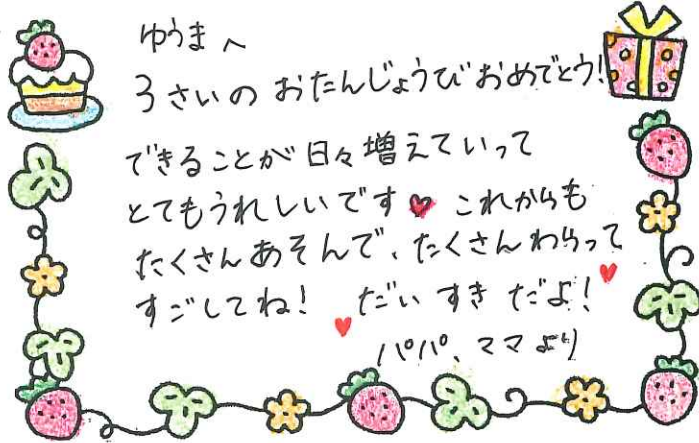 ゆうまへ
3さいの おたんじょうびおめでとう!
できることが日々増えていって
とてもうれしいです♥ これからも
たくさんあそんで、たくさんわらって
すごしてね! だいすきだよ!
パパ、ママより